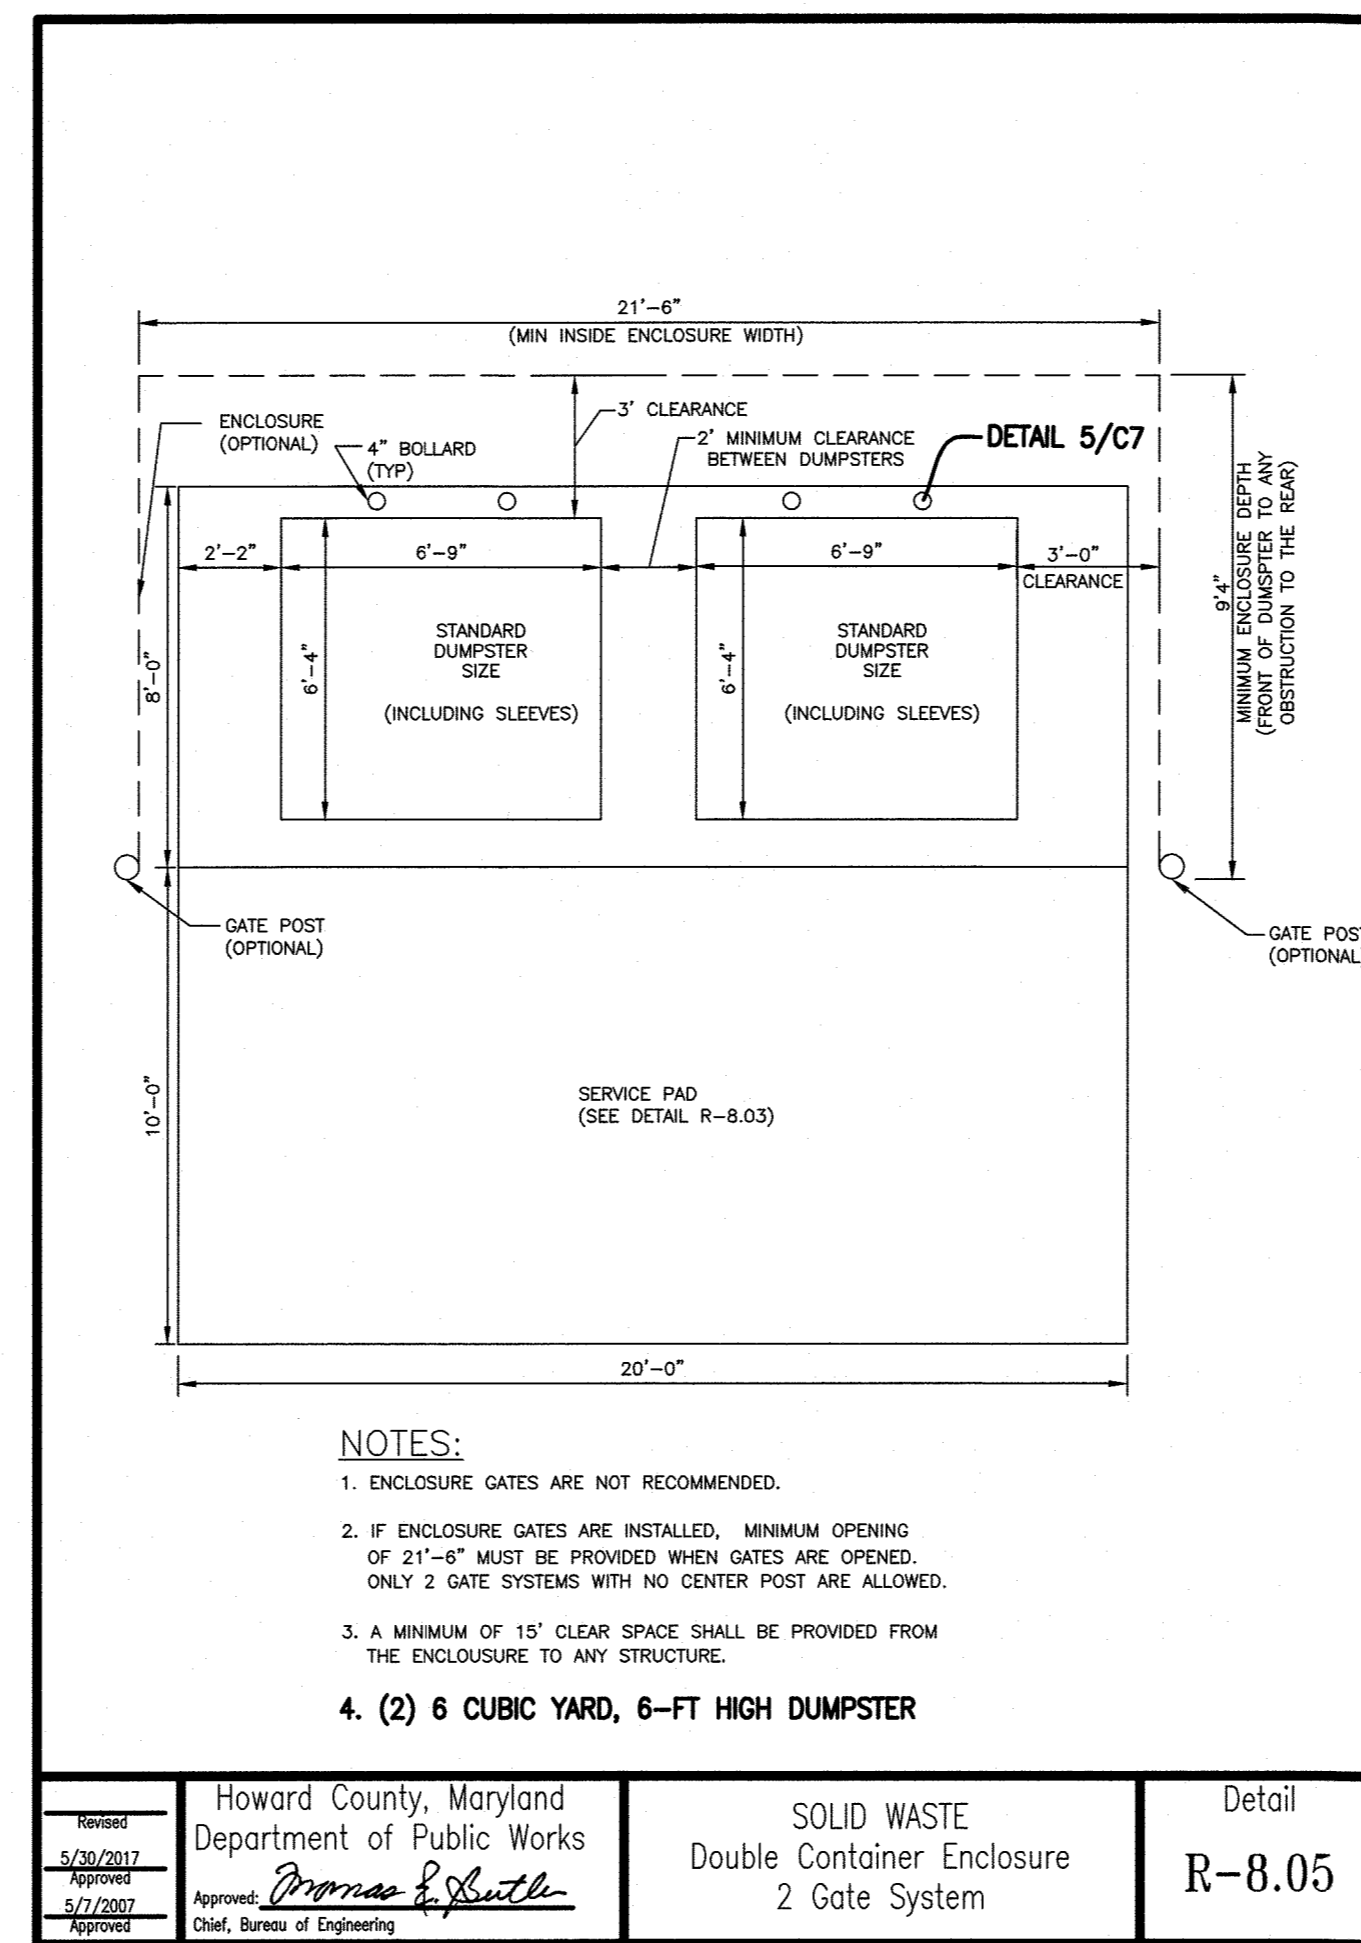 21'-6"
(MIN INSIDE ENCLOSURE WIDTH)
ENCLOSURE
(OPTIONAL)
4" BOLLARD
(TYP)
3' CLEARANCE
2' MINIMUM CLEARANCE
BETWEEN DUMPSTERS
DETAIL 5/C7
2'-2"
6'-9"
6'-9"
3'-0"
CLEARANCE
8'-0"
6'-4"
STANDARD
DUMPSTER
SIZE
(INCLUDING SLEEVES)
6'-4"
STANDARD
DUMPSTER
SIZE
(INCLUDING SLEEVES)
9'4"
MINIMUM ENCLOSURE DEPTH
(FRONT OF DUMSPTER TO ANY
OBSTRUCTION TO THE REAR)
GATE POST
(OPTIONAL)
GATE POST
(OPTIONAL)
10'-0"
SERVICE PAD
(SEE DETAIL R-8.03)
20'-0"
NOTES:
1. ENCLOSURE GATES ARE NOT RECOMMENDED.
2. IF ENCLOSURE GATES ARE INSTALLED, MINIMUM OPENING
OF 21'-6" MUST BE PROVIDED WHEN GATES ARE OPENED.
ONLY 2 GATE SYSTEMS WITH NO CENTER POST ARE ALLOWED.
3. A MINIMUM OF 15' CLEAR SPACE SHALL BE PROVIDED FROM
THE ENCLOUSURE TO ANY STRUCTURE.
4. (2) 6 CUBIC YARD, 6-FT HIGH DUMPSTER
Revised
5/30/2017
Approved
5/7/2007
Approved
Howard County, Maryland
Department of Public Works
Approved: Thomas E. Butler
Chief, Bureau of Engineering
SOLID WASTE
Double Container Enclosure
2 Gate System
Detail
R-8.05